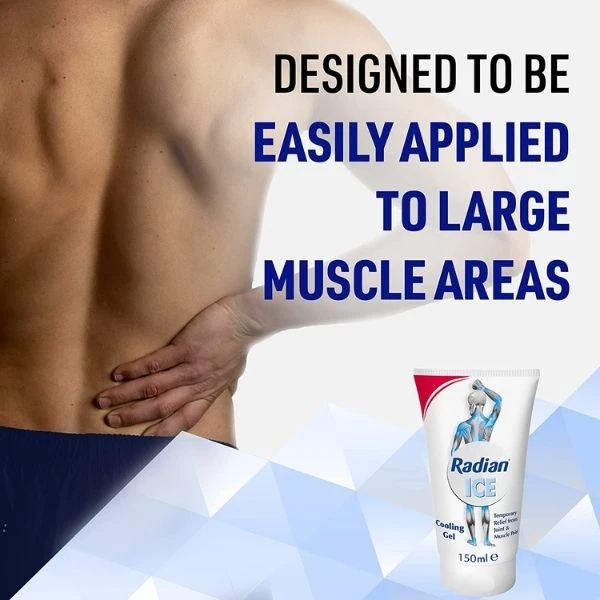 DESIGNED TO BE
EASILY APPLIED
TO LARGE
MUSCLE AREAS
Radian
ICE
Cooling
Gel
Temporary
Relief from
Joint &
Muscle Pain
150ml e